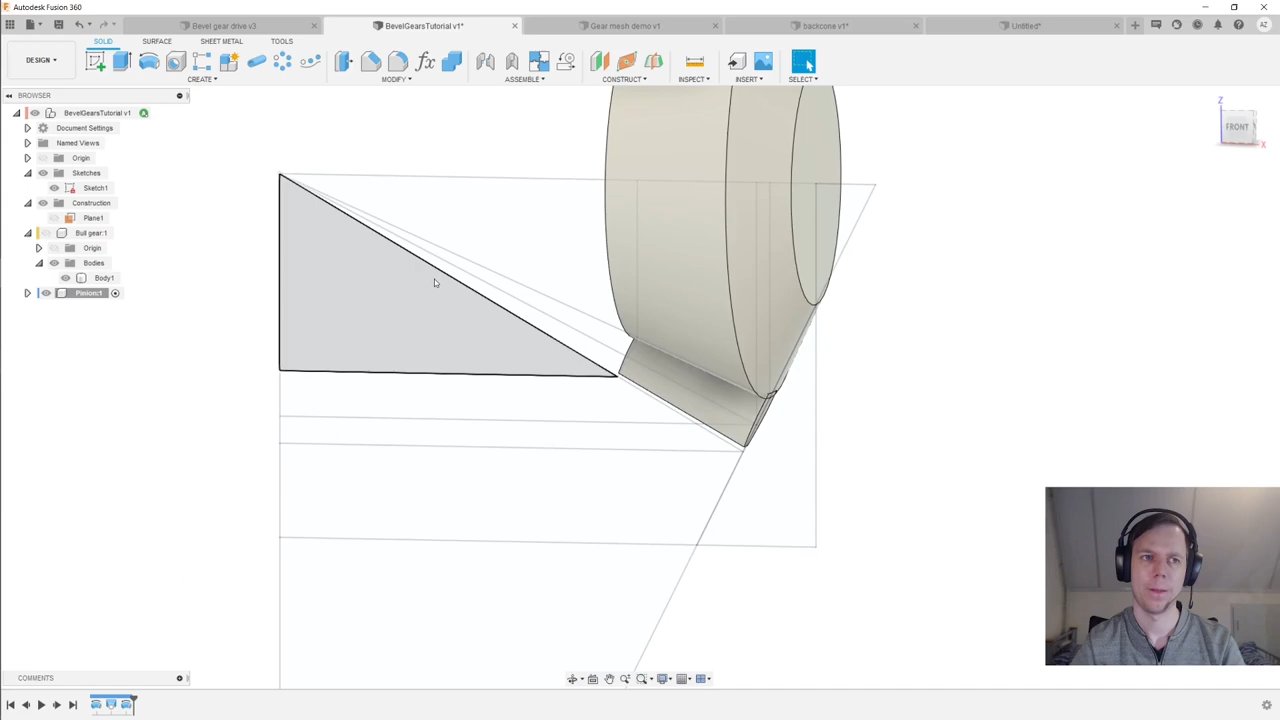 Autodesk Fusion 360
Bevel gear drive v3
BevelGearsTutorial v1*
Gear mesh demo v1*
backcone v1*
Untitled*
AZ
DESIGN
SOLID
SURFACE
SHEET METAL
TOOLS
CREATE
MODIFY
ASSEMBLE
CONSTRUCT
INSPECT
INSERT
SELECT
BROWSER
BevelGearsTutorial v1
Document Settings
Named Views
Origin
Sketches
Sketch1
Construction
Plane1
Bull gear:1
Origin
Bodies
Body1
Pinion:1
Z
FRONT
X
COMMENTS